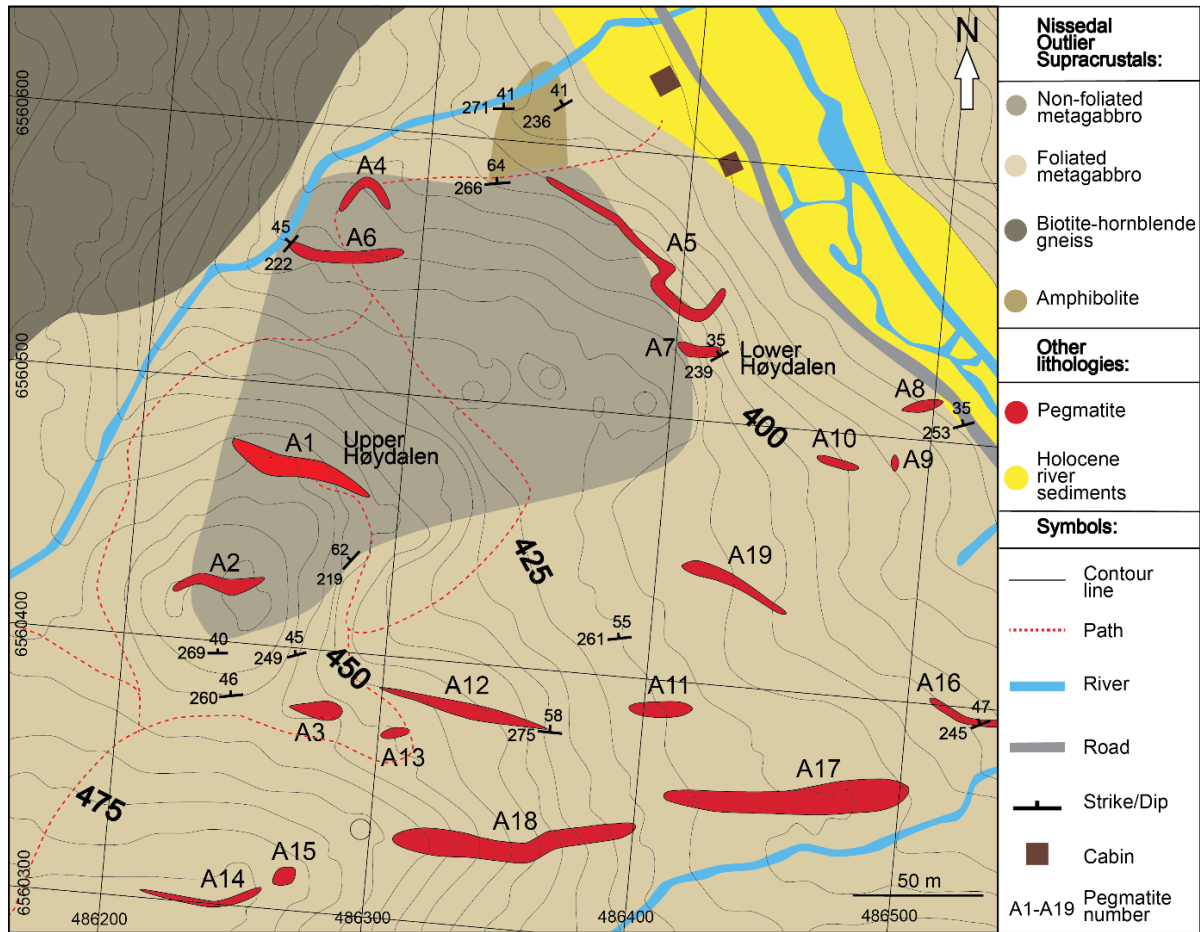 N
6560600
6560500
6560400
6560300
486200
486300
486400
486500
41
271
41
236
64
266
A4
45
222
A6
A5
A7
35
239
Lower
Høydalen
A8
35
253
A1
Upper
Høydalen
400
A10
A9
62
219
A2
425
A19
55
261
40
269
45
249
46
260
450
A12
A11
A16
47
245
A3
A13
58
275
475
A17
A18
A15
A14
50 m
Nissedal
Outlier
Supracrustals:
Non-foliated
metagabbro
Foliated
metagabbro
Biotite-hornblende
gneiss
Amphibolite
Other
lithologies:
Pegmatite
Holocene
river
sediments
Symbols:
Contour
line
Path
River
Road
Strike/Dip
Cabin
A1-A19
Pegmatite
number